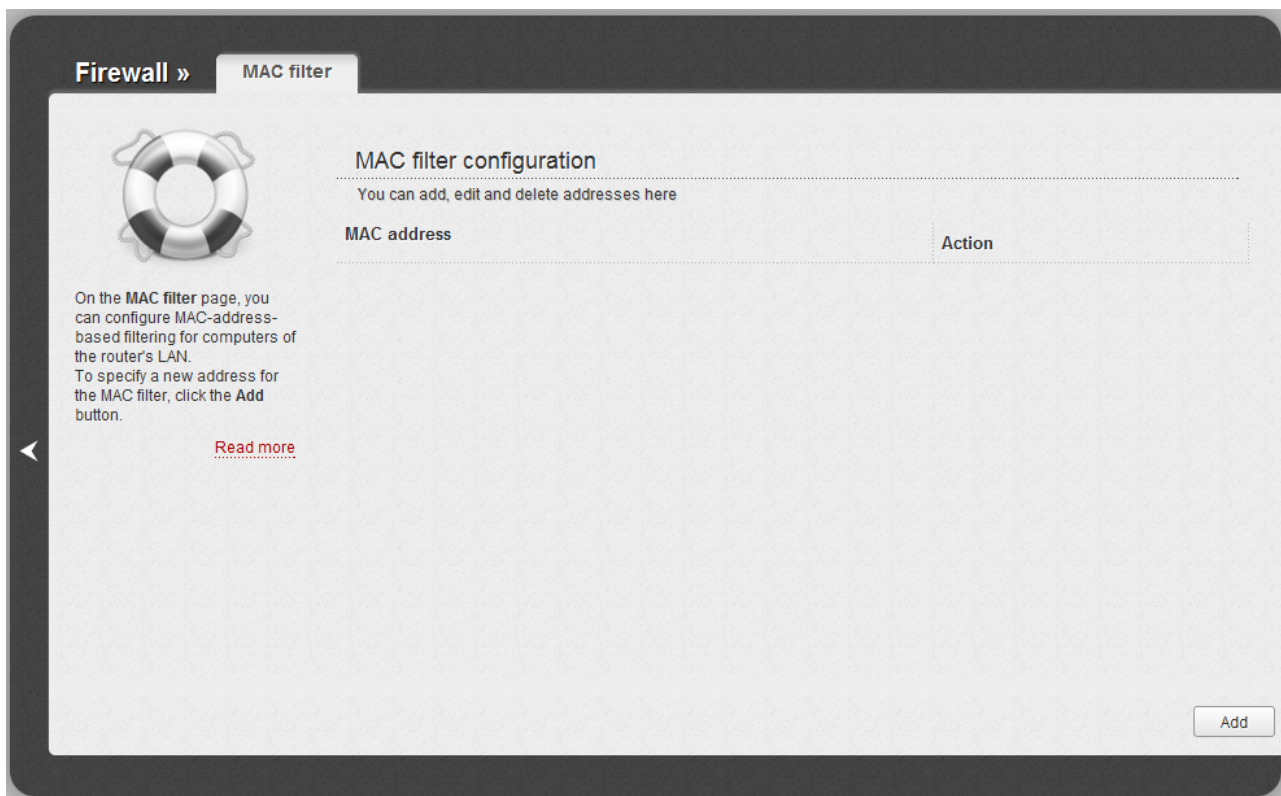 Firewall »
MAC filter
On the MAC filter page, you
can configure MAC-address-
based filtering for computers of
the router's LAN.
To specify a new address for
the MAC filter, click the Add
button.
Read more
MAC filter configuration
You can add, edit and delete addresses here
MAC address
Action
Add